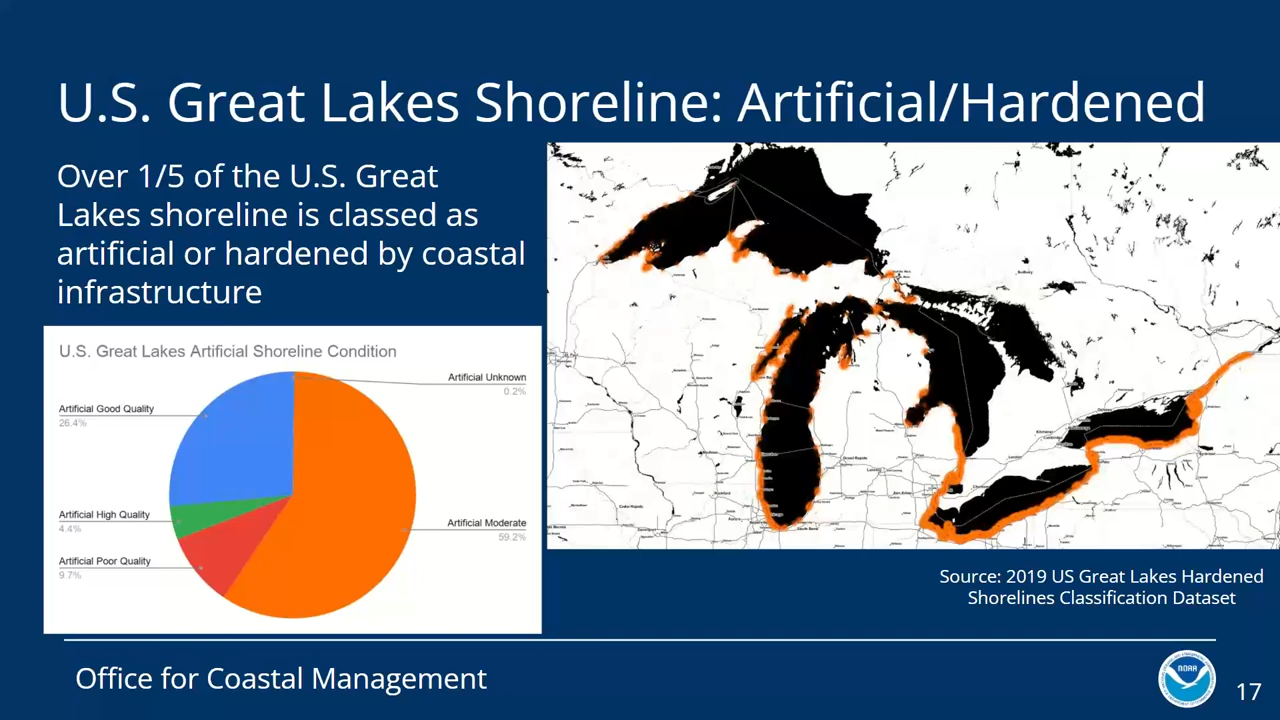 U.S. Great Lakes Shoreline: Artificial/Hardened
Over 1/5 of the U.S. Great
Lakes shoreline is classed as
artificial or hardened by coastal
infrastructure
U.S. Great Lakes Artificial Shoreline Condition
Artificial Unknown
0.2%
Artificial Good Quality
26.4%
Artificial High Quality
4.4%
Artificial Moderate
59.2%
Artificial Poor Quality
9.7%
Source: 2019 US Great Lakes Hardened
Shorelines Classification Dataset
Office for Coastal Management
NOAA
17